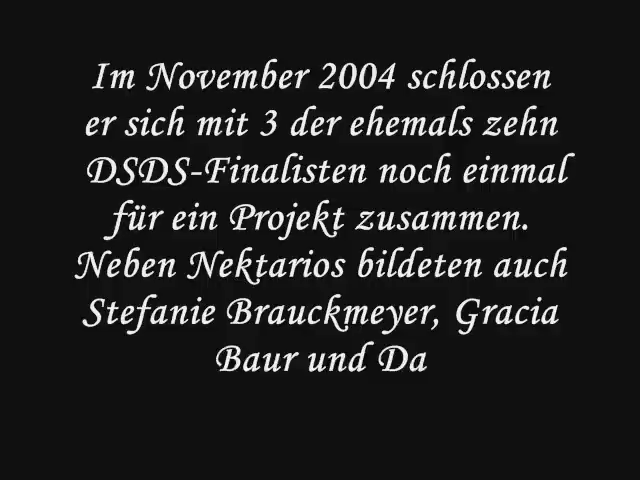 Im November 2004 schlossen
er sich mit 3 der ehemals zehn
DSDS-Finalisten noch einmal
für ein Projekt zusammen.
Neben Nektarios bildeten auch
Stefanie Brauckmeyer, Gracia
Baur und Da